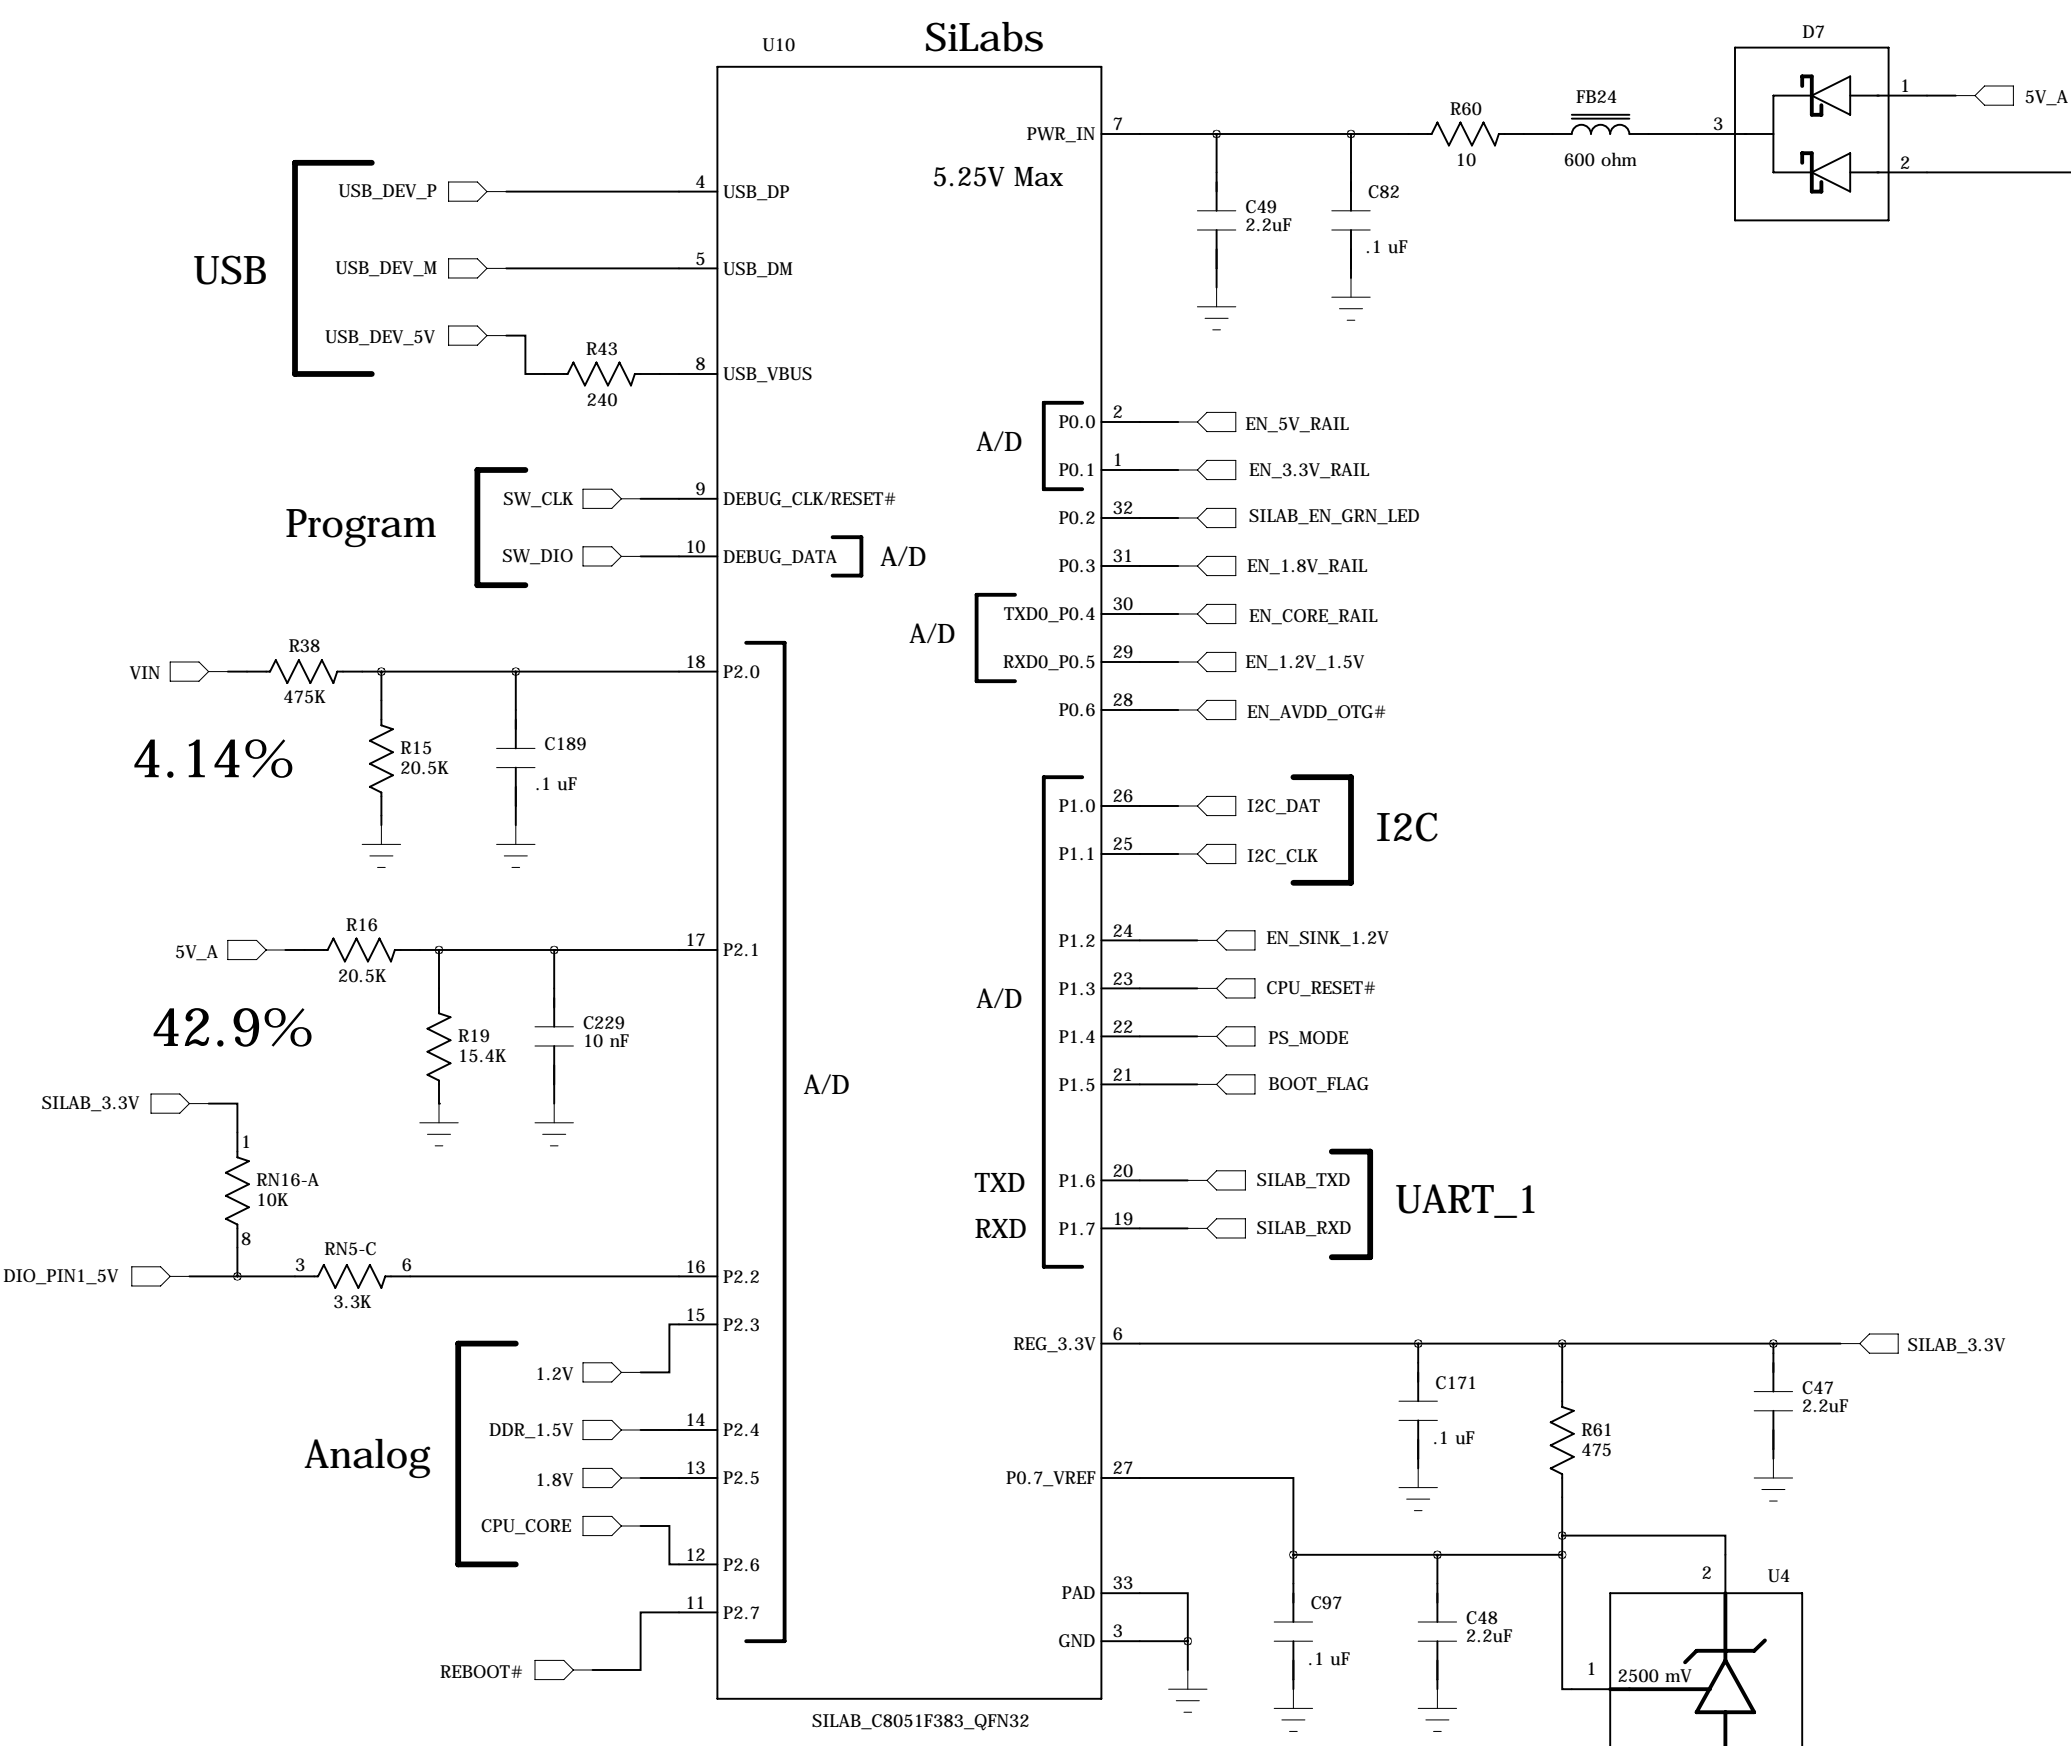 SiLabs
U10
D7
PWR_IN
7
5.25V Max
R60
10
FB24
600 ohm
3
1
5V_A
2
C49
2.2uF
C82
.1 uF
USB
USB_DEV_P
4
USB_DP
USB_DEV_M
5
USB_DM
USB_DEV_5V
R43
240
8
USB_VBUS
Program
SW_CLK
9
DEBUG_CLK/RESET#
SW_DIO
10
DEBUG_DATA
A/D
A/D
P0.0
2
EN_5V_RAIL
P0.1
1
EN_3.3V_RAIL
P0.2
32
SILAB_EN_GRN_LED
P0.3
31
EN_1.8V_RAIL
A/D
TXD0_P0.4
30
EN_CORE_RAIL
RXD0_P0.5
29
EN_1.2V_1.5V
P0.6
28
EN_AVDD_OTG#
VIN
R38
475K
18
P2.0
4.14%
R15
20.5K
C189
.1 uF
P1.0
26
I2C_DAT
P1.1
25
I2C_CLK
I2C
5V_A
R16
20.5K
17
P2.1
42.9%
R19
15.4K
C229
10 nF
A/D
A/D
P1.2
24
EN_SINK_1.2V
P1.3
23
CPU_RESET#
P1.4
22
PS_MODE
P1.5
21
BOOT_FLAG
TXD
P1.6
20
SILAB_TXD
RXD
P1.7
19
SILAB_RXD
UART_1
SILAB_3.3V
1
RN16-A
10K
8
DIO_PIN1_5V
3
RN5-C
3.3K
6
16
P2.2
Analog
15
P2.3
1.2V
DDR_1.5V
14
P2.4
1.8V
13
P2.5
CPU_CORE
12
P2.6
11
P2.7
REBOOT#
REG_3.3V
6
SILAB_3.3V
C171
.1 uF
R61
475
C47
2.2uF
P0.7_VREF
27
PAD
33
GND
3
C97
.1 uF
C48
2.2uF
2
U4
1
2500 mV
SILAB_C8051F383_QFN32